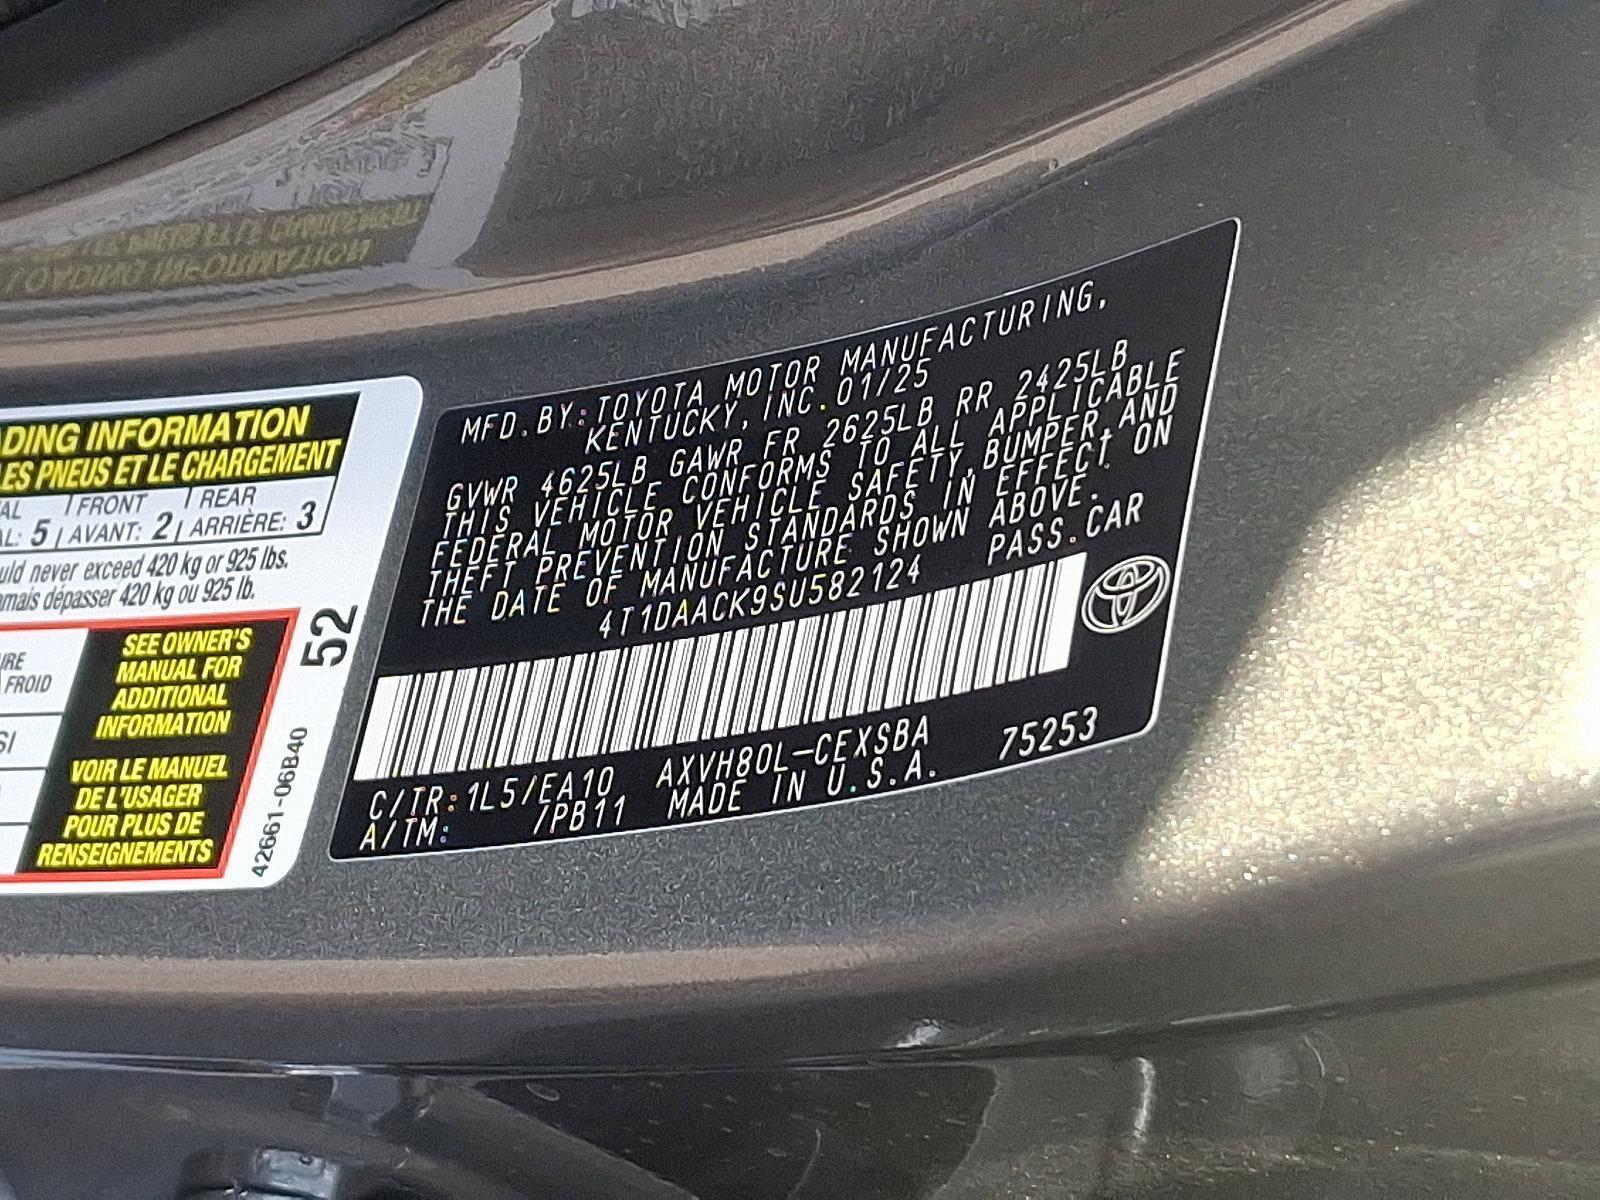 DING INFORMATION
LES PNEUS ET LE CHARGEMENT
FRONT REAR
5 AVANT: 2 ARRIÈRE: 3
never exceed 420 kg or 925 lbs.
dépasser 420 kg ou 925 lb.
FROID
SEE OWNER'S
MANUAL FOR
ADDITIONAL
INFORMATION
VOIR LE MANUEL
DE L'USAGER
POUR PLUS DE
RENSEIGNEMENTS
52
42661-06B40
MFD.BY:TOYOTA MOTOR MANUFACTURING,
KENTUCKY,INC.01/25
GVWR 4625LB GAWR FR 2625LB RR 2425LB
THIS VEHICLE CONFORMS TO ALL APPLICABLE
FEDERAL MOTOR VEHICLE SAFETY,BUMPER,AND
THEFT PREVENTION STANDARDS IN EFFECT ON
THE DATE OF MANUFACTURE SHOWN ABOVE.
4T1DAACK9SU582124 PASS.CAR
C/TR:1L5/EA10 AXVH80L-CEXSBA 75253
A/TM: /PB11 MADE IN U.S.A.